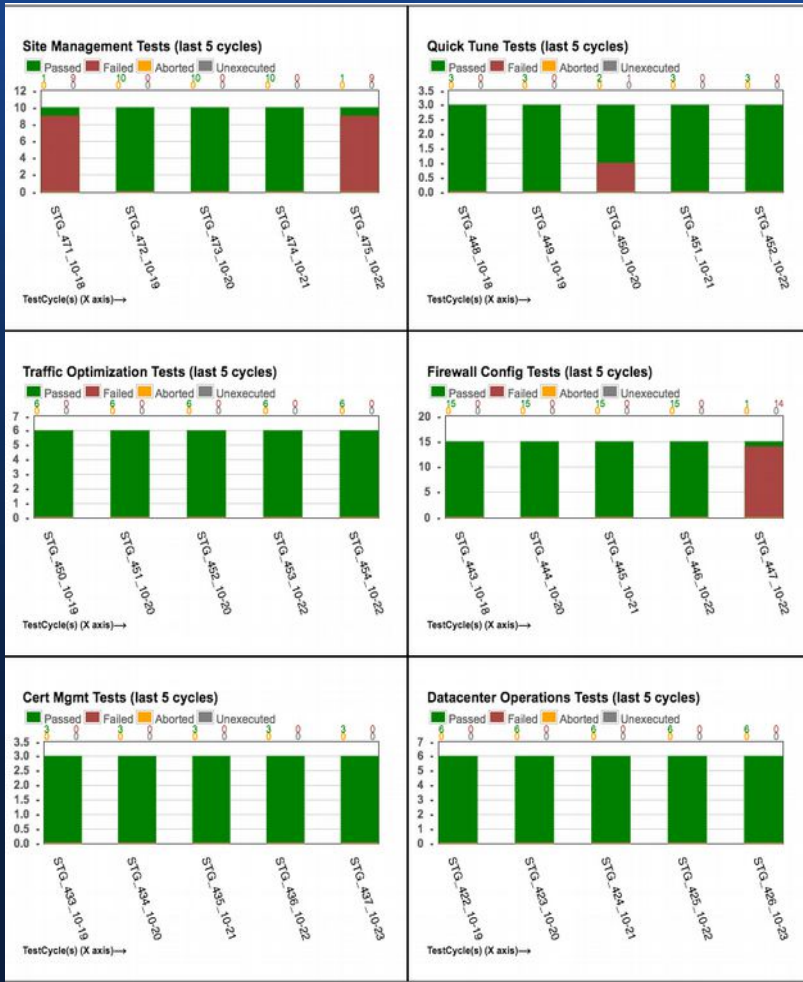 Site Management Tests (last 5 cycles)
Passed Failed Aborted Unexecuted
1 10 0 10 0 10 0 1
0 0 0 0 0 0 0 0 0 0
12
10
8
6
4
2
0
STG_471_10-18
STG_472_10-19
STG_473_10-20
STG_474_10-21
STG_475_10-22
TestCycle(s) (X axis)→
Quick Tune Tests (last 5 cycles)
Passed Failed Aborted Unexecuted
3 0 3 0 2 1 3 0 3 0
0 0 0 0 0 0 0 0 0 0
3.5
3.0
2.5
2.0
1.5
1.0
0.5
0.0
STG_448_10-18
STG_449_10-19
STG_450_10-20
STG_451_10-21
STG_452_10-22
TestCycle(s) (X axis)→
Traffic Optimization Tests (last 5 cycles)
Passed Failed Aborted Unexecuted
6 0 6 0 6 0 6 0 6 0
0 0 0 0 0 0 0 0 0 0
7
6
5
4
3
2
1
0
STG_450_10-19
STG_451_10-20
STG_452_10-20
STG_453_10-22
STG_454_10-22
TestCycle(s) (X axis)→
Firewall Config Tests (last 5 cycles)
Passed Failed Aborted Unexecuted
15 0 15 0 15 0 15 0 1 14
0 0 0 0 0 0 0 0 0 0
20
15
10
5
0
STG_443_10-18
STG_444_10-20
STG_445_10-21
STG_446_10-22
STG_447_10-22
TestCycle(s) (X axis)→
Cert Mgmt Tests (last 5 cycles)
Passed Failed Aborted Unexecuted
3 0 3 0 3 0 3 0 3 0
0 0 0 0 0 0 0 0 0 0
3.5
3.0
2.5
2.0
1.5
1.0
0.5
0.0
STG_433_10-19
STG_434_10-20
STG_435_10-21
STG_436_10-22
STG_437_10-23
TestCycle(s) (X axis)→
Datacenter Operations Tests (last 5 cycles)
Passed Failed Aborted Unexecuted
6 0 6 0 6 0 6 0 6 0
0 0 0 0 0 0 0 0 0 0
7
6
5
4
3
2
1
0
STG_422_10-19
STG_423_10-20
STG_424_10-21
STG_425_10-22
STG_426_10-23
TestCycle(s) (X axis)→